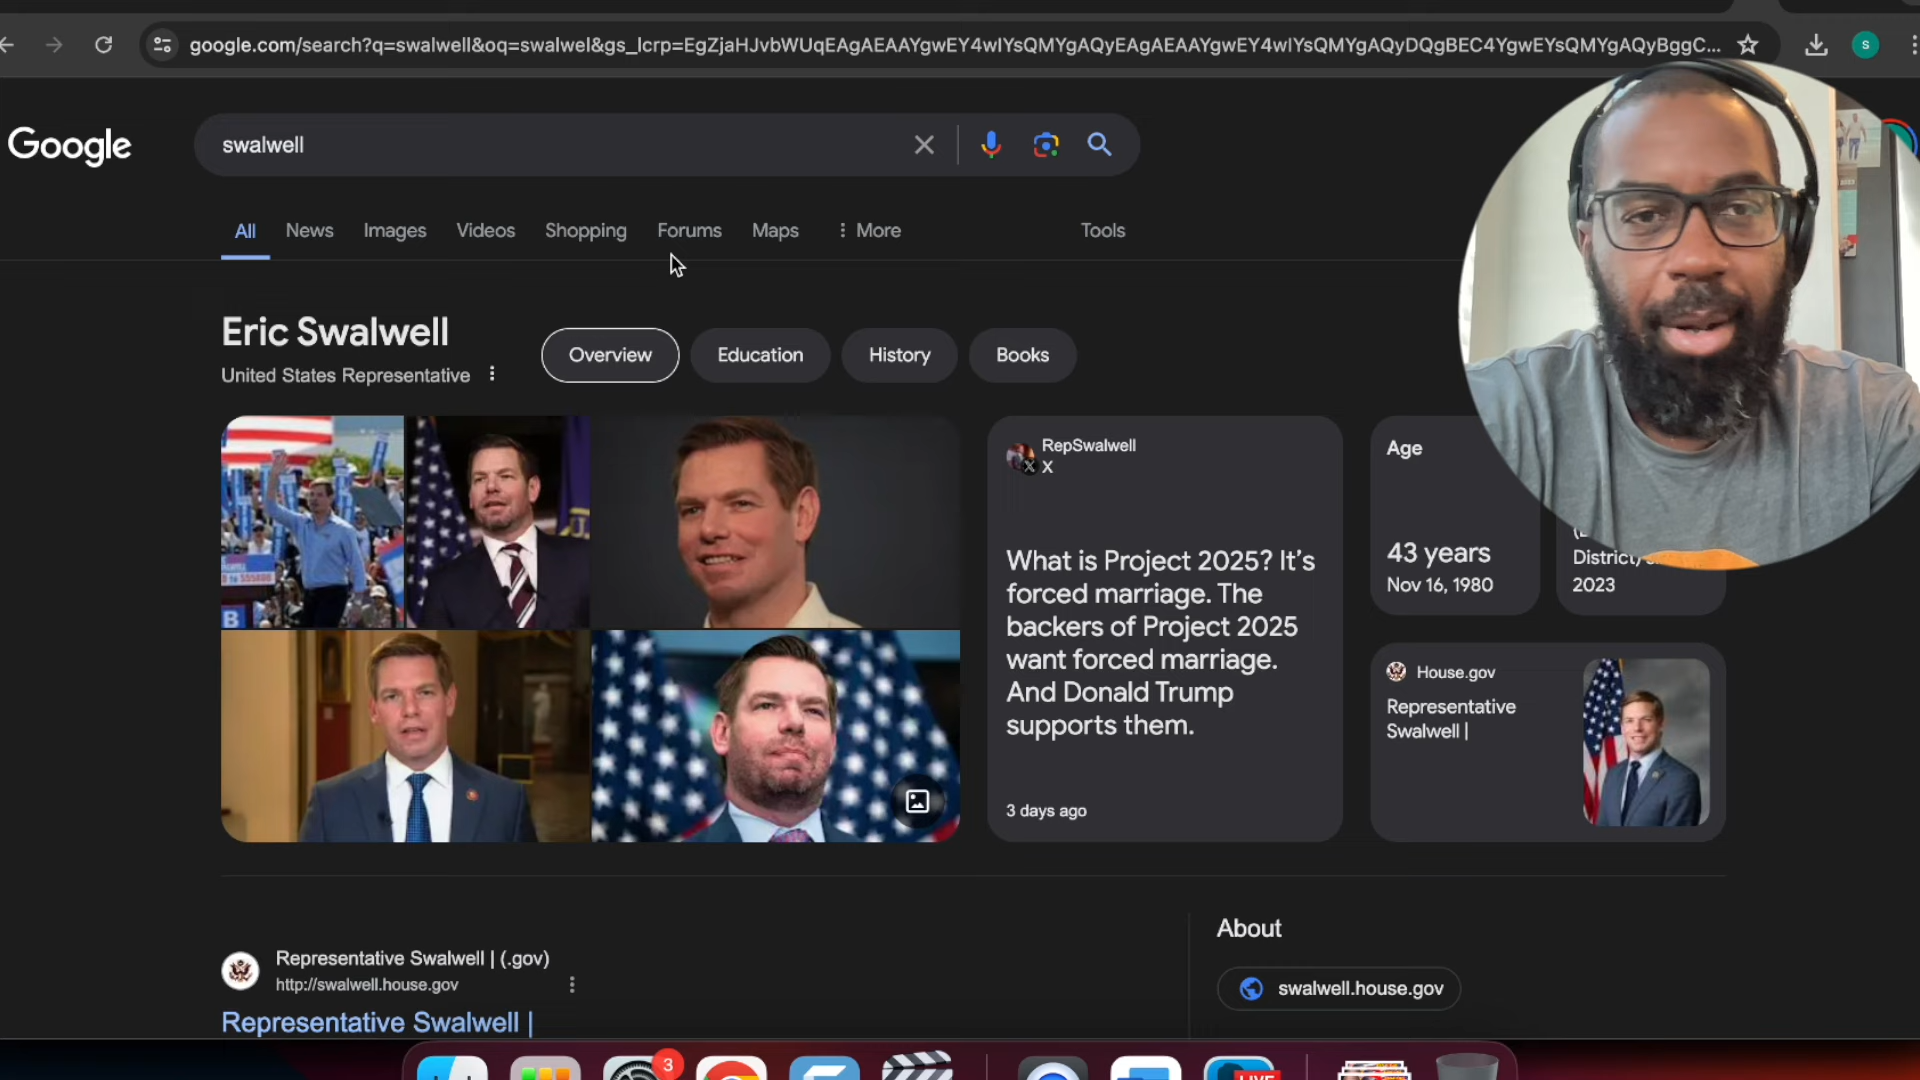 google.com/search?q=swalwell&oq=swalwel&gs_lcrp=EgZjaHJvbWUqEAgAEAAYgwEY4wIYsQMYgAQyEAgAEAAYgwEY4wIYsQMYgAQyDQgBEC4YgwEYsQMYgAQyBggC...
S
Google
swalwell
All News Images Videos Shopping Forums Maps More Tools
Eric Swalwell
United States Representative
Overview Education History Books
RepSwalwell
X
What is Project 2025? It's
forced marriage. The
backers of Project 2025
want forced marriage.
And Donald Trump
supports them.
3 days ago
Age
43 years
Nov 16, 1980
District)
2023
House.gov
Representative
Swalwell |
Representative Swalwell | (.gov)
http://swalwell.house.gov
Representative Swalwell |
About
swalwell.house.gov
3
LIVE